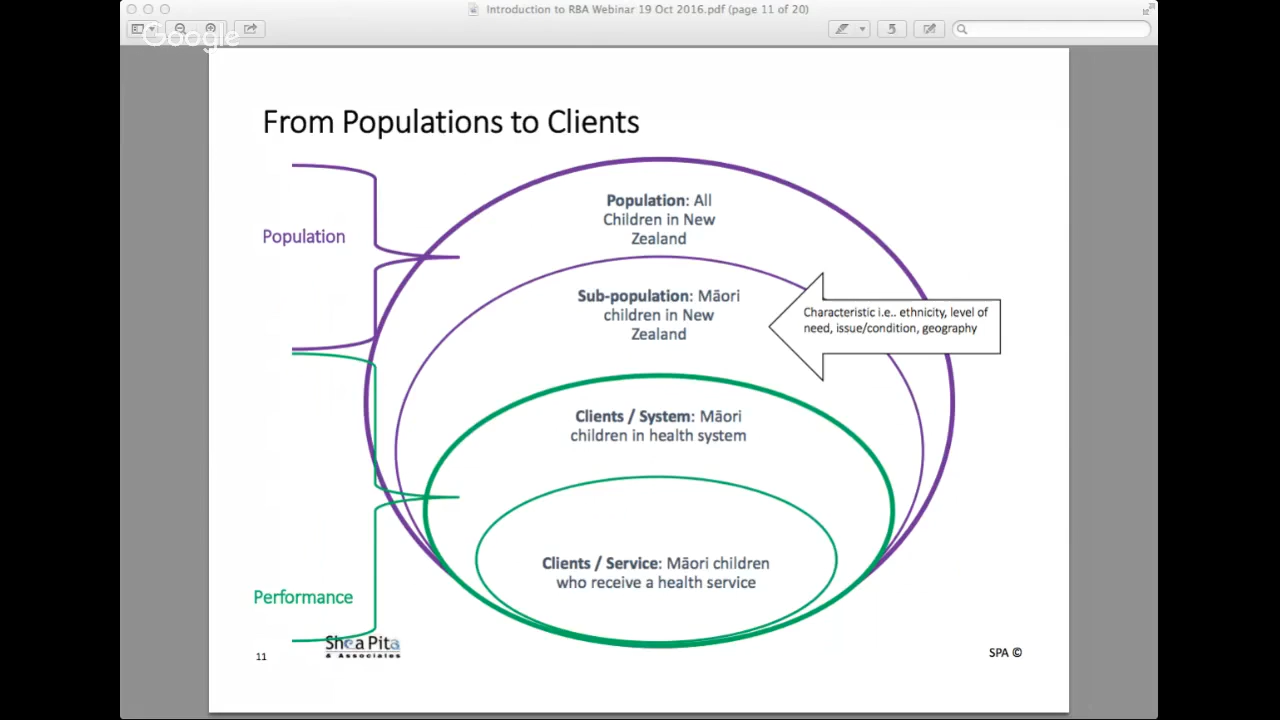 Introduction to RBA Webinar 19 Oct 2016.pdf (page 11 of 20)
Google
From Populations to Clients
Population
Population: All
Children in New
Zealand
Sub-population: Māori
children in New
Zealand
Characteristic i.e.. ethnicity, level of
need, issue/condition, geography
Clients / System: Māori
children in health system
Clients / Service: Māori children
who receive a health service
Performance
Shea Pita
& Associates
11
SPA ©